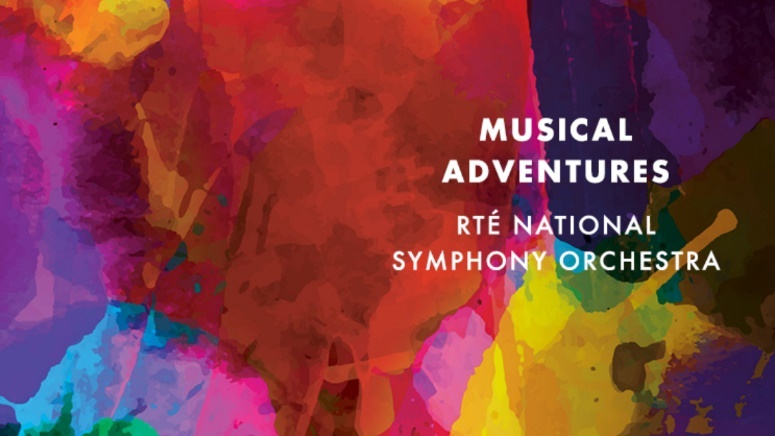 MUSICAL
ADVENTURES
RTÉ NATIONAL
SYMPHONY ORCHESTRA